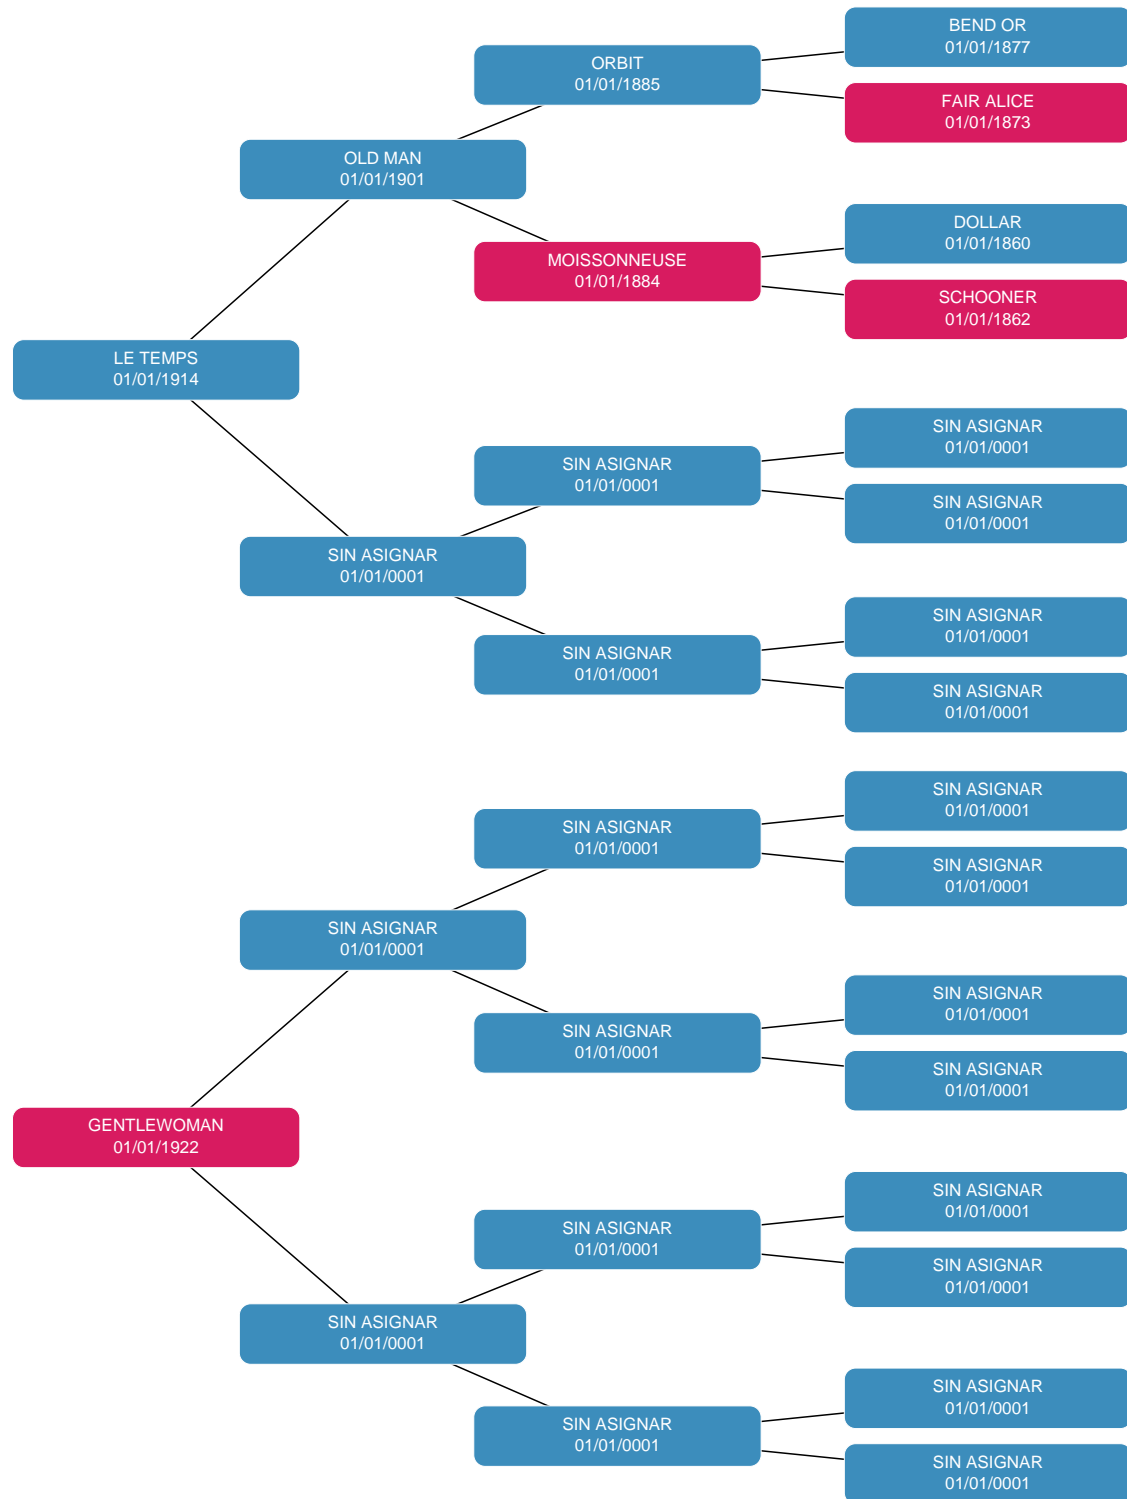 BEND OR
01/01/1877
ORBIT
01/01/1885
FAIR ALICE
01/01/1873
OLD MAN
01/01/1901
DOLLAR
01/01/1860
MOISSONNEUSE
01/01/1884
SCHOONER
01/01/1862
LE TEMPS
01/01/1914
SIN ASIGNAR
01/01/0001
SIN ASIGNAR
01/01/0001
SIN ASIGNAR
01/01/0001
SIN ASIGNAR
01/01/0001
SIN ASIGNAR
01/01/0001
SIN ASIGNAR
01/01/0001
SIN ASIGNAR
01/01/0001
SIN ASIGNAR
01/01/0001
SIN ASIGNAR
01/01/0001
SIN ASIGNAR
01/01/0001
SIN ASIGNAR
01/01/0001
SIN ASIGNAR
01/01/0001
SIN ASIGNAR
01/01/0001
SIN ASIGNAR
01/01/0001
GENTLEWOMAN
01/01/1922
SIN ASIGNAR
01/01/0001
SIN ASIGNAR
01/01/0001
SIN ASIGNAR
01/01/0001
SIN ASIGNAR
01/01/0001
SIN ASIGNAR
01/01/0001
SIN ASIGNAR
01/01/0001
SIN ASIGNAR
01/01/0001